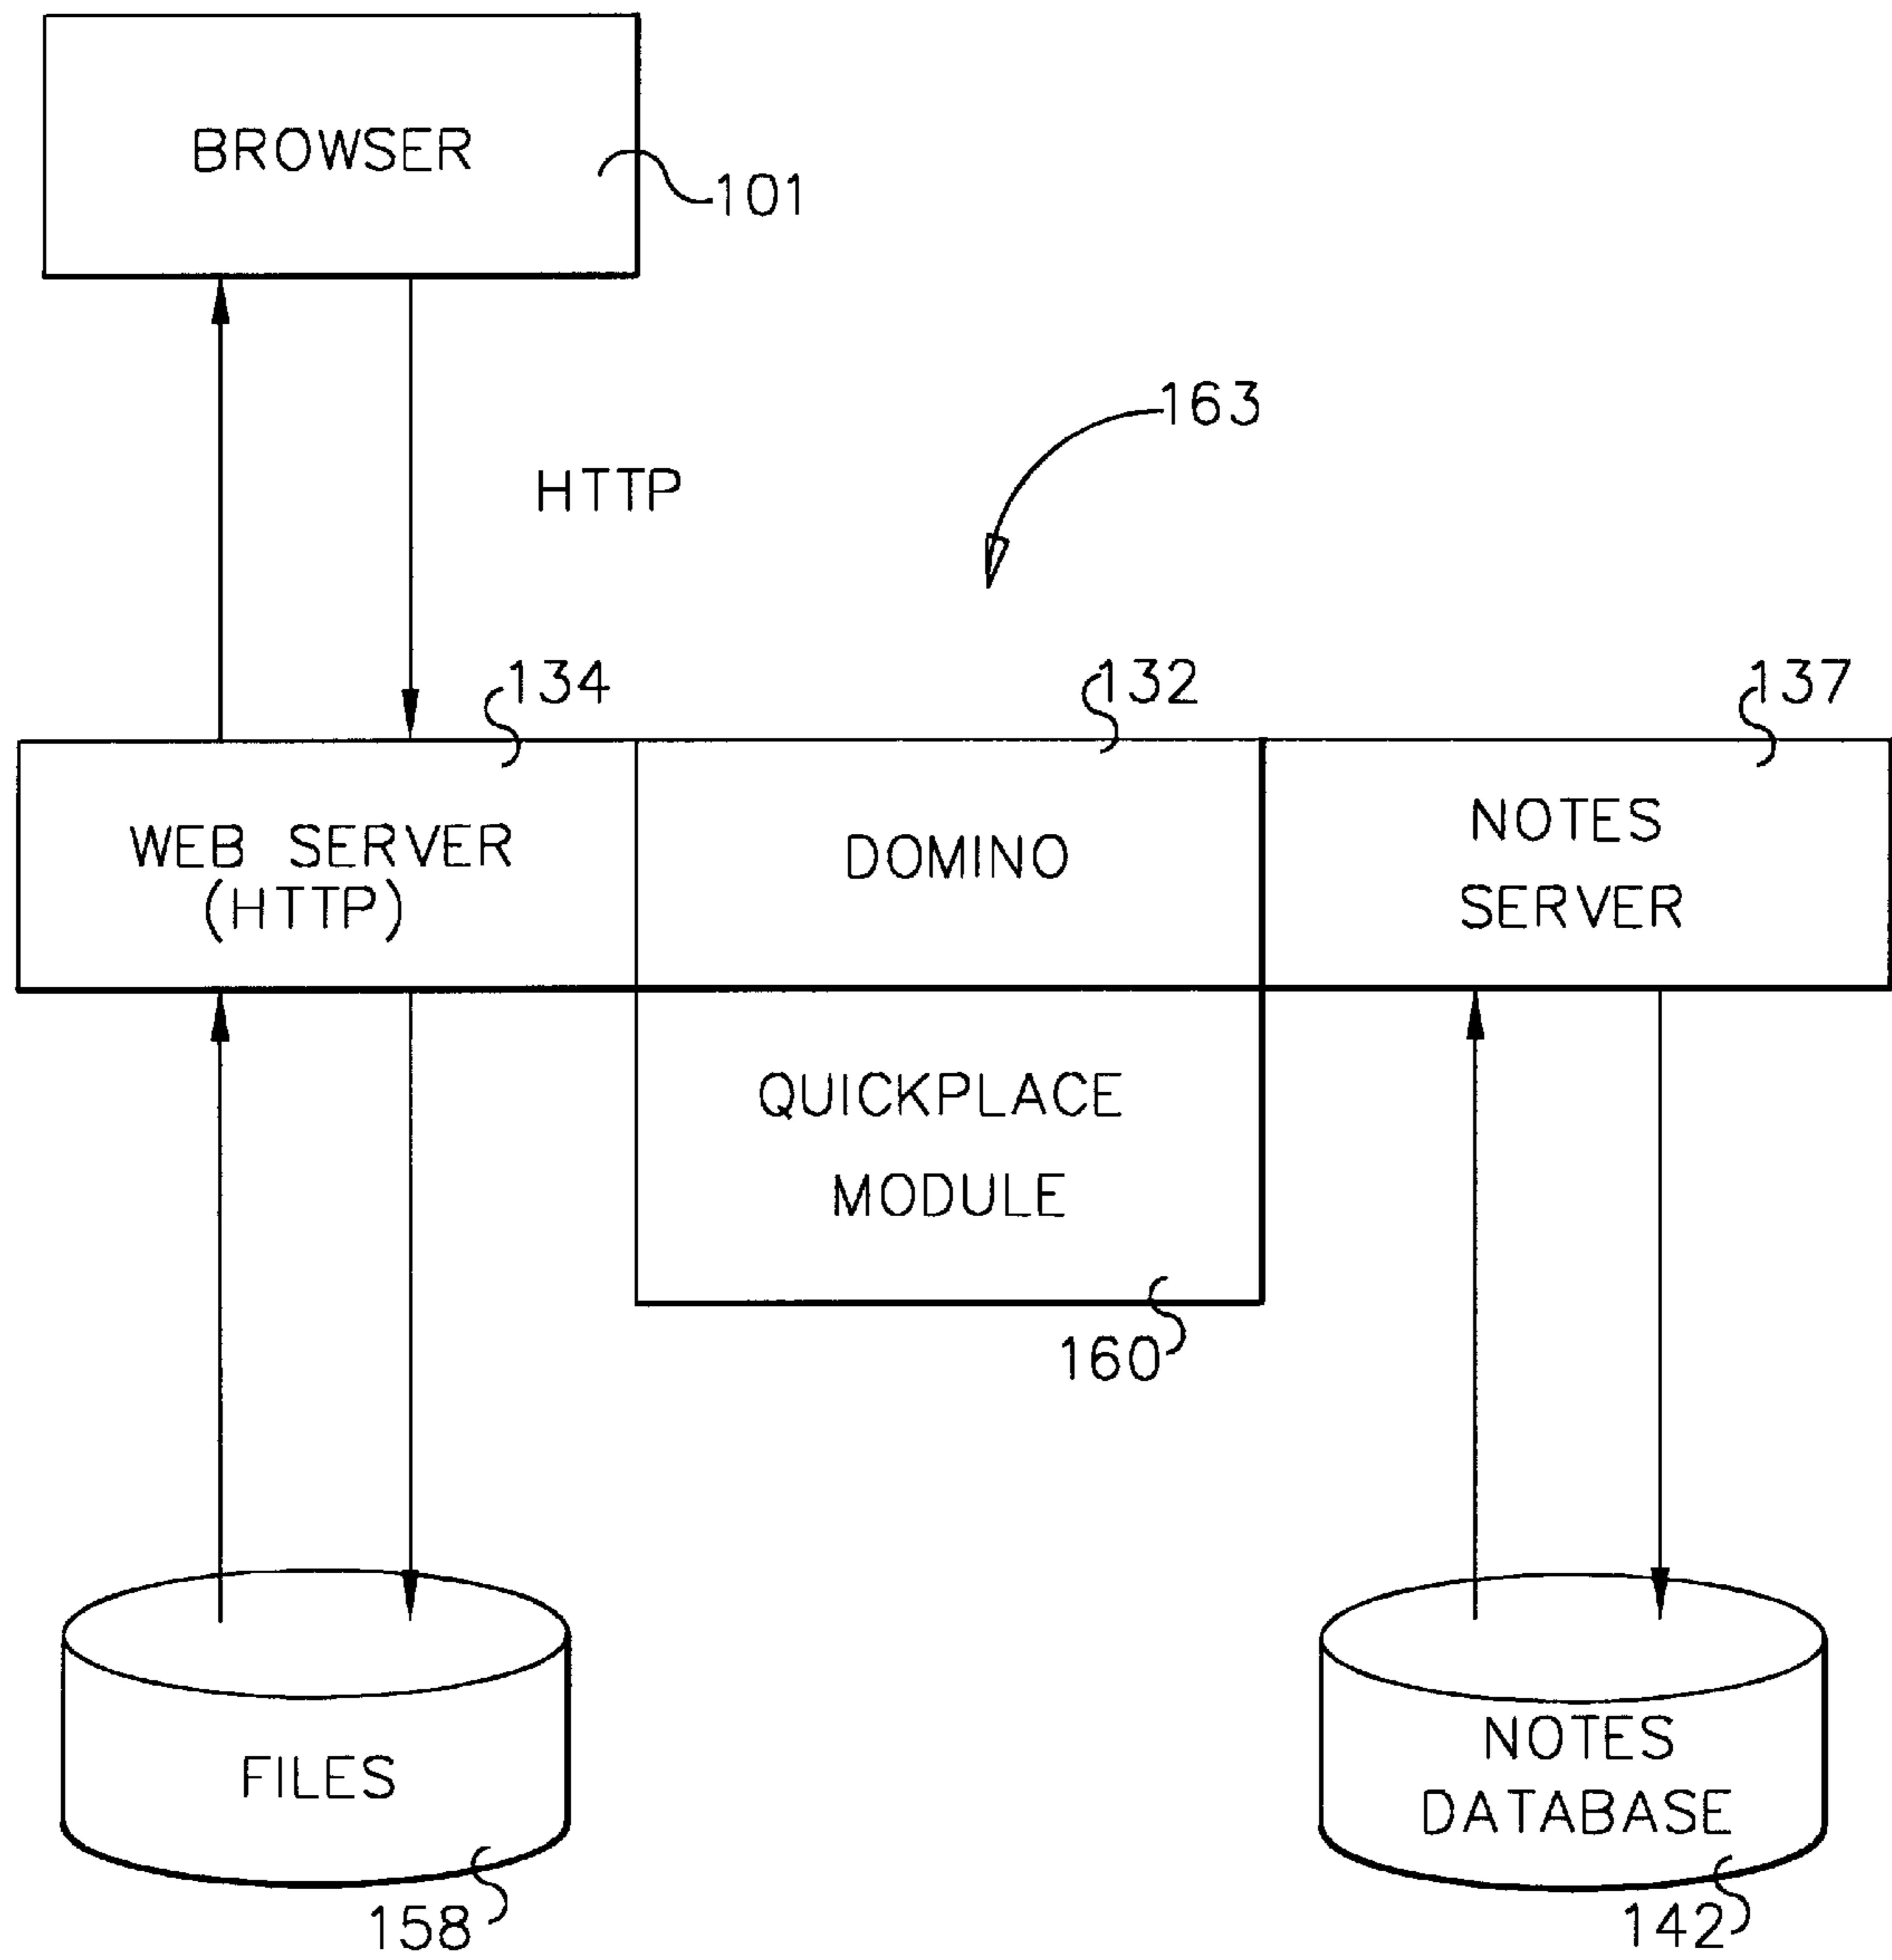 BROWSER
101
163
HTTP
134
132
137
WEB SERVER
(HTTP)
DOMINO
NOTES
SERVER
QUICKPLACE
MODULE
160
FILES
NOTES
DATABASE
158
142